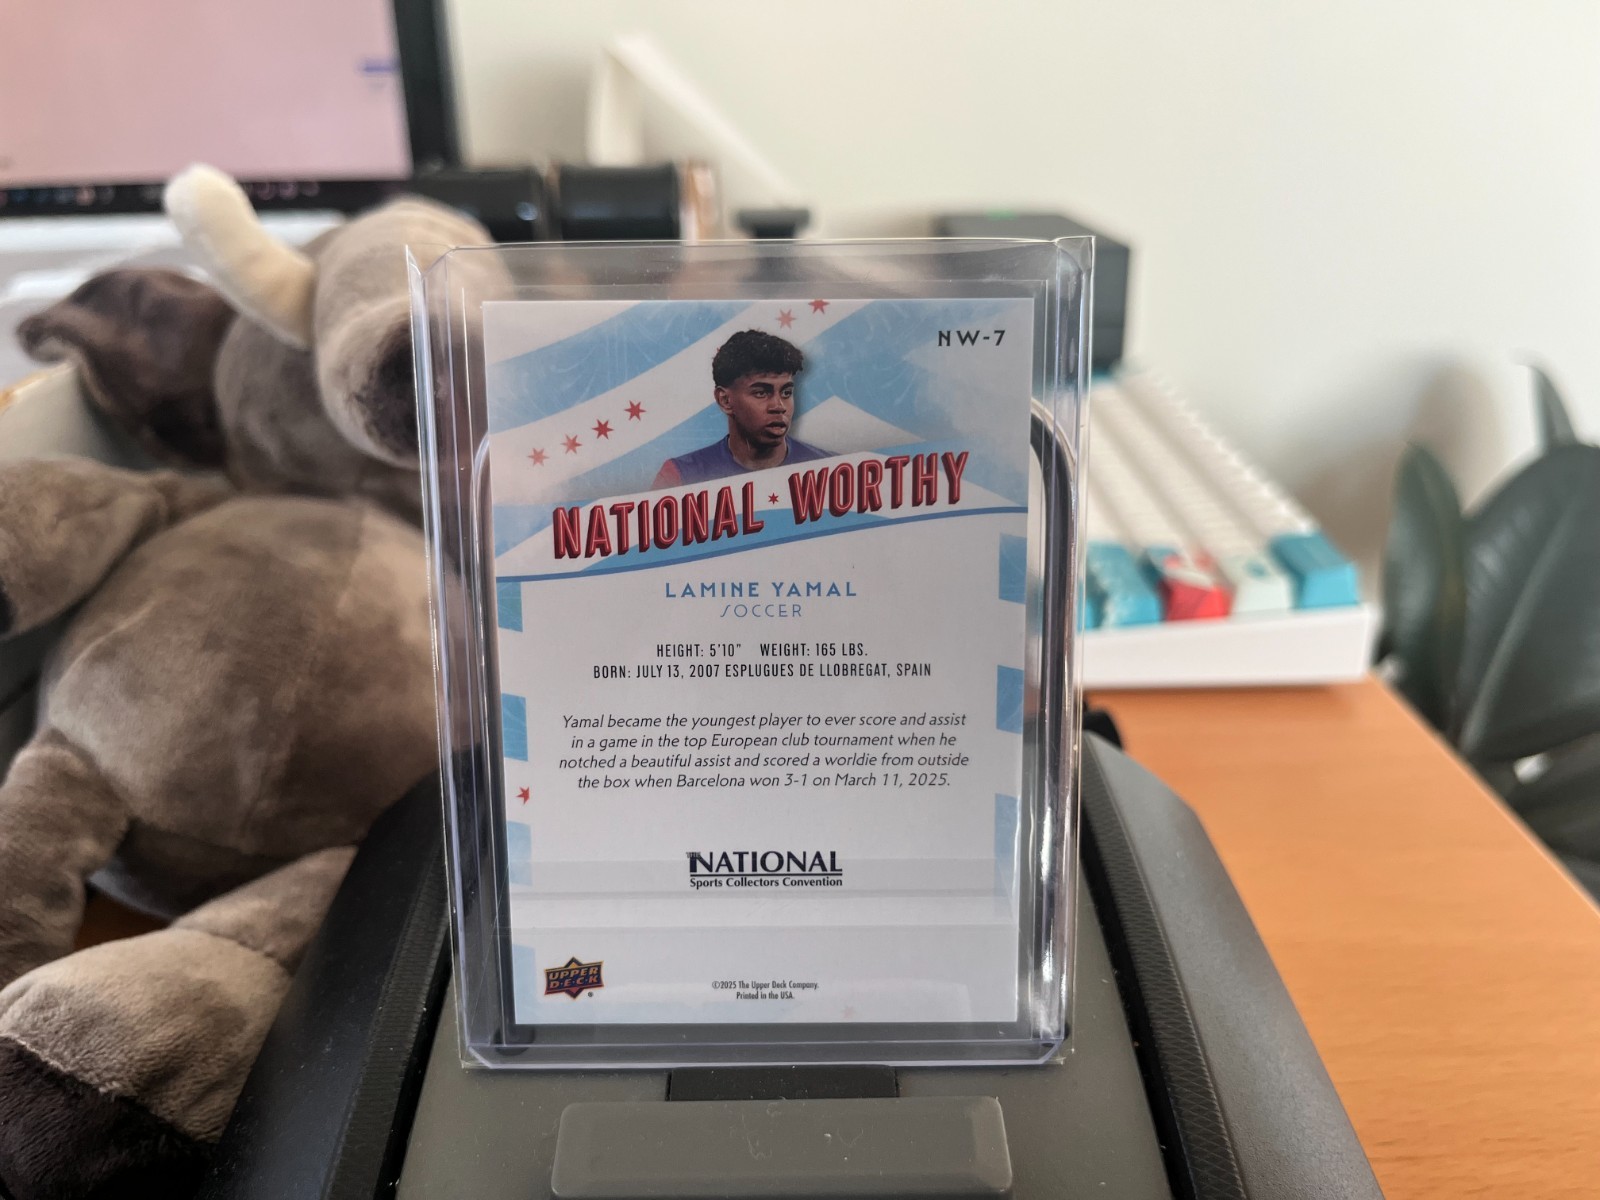 NW-7
NATIONAL WORTHY
LAMINE YAMAL
SOCCER
HEIGHT: 5'10" WEIGHT: 165 LBS.
BORN: JULY 13, 2007 ESPLUGUES DE LLOBREGAT, SPAIN
Yamal became the youngest player to ever score and assist
in a game in the top European club tournament when he
notched a beautiful assist and scored a worldie from outside
the box when Barcelona won 3-1 on March 11, 2025.
THE NATIONAL
Sports Collectors Convention
UPPER
D·E·C·K
®
©2025 The Upper Deck Company.
Printed in the USA.